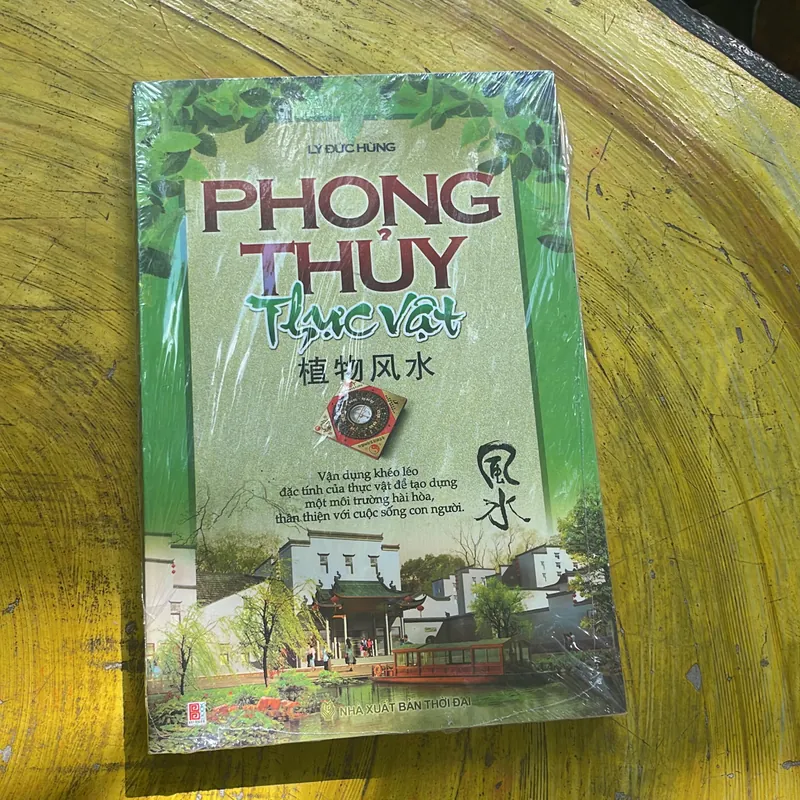 LÝ ĐỨC HÙNG
PHONG
THỦY
Thực vật
植物风水
Vận dụng khéo léo
đặc tính của thực vật để tạo dựng
một môi trường hài hòa,
thân thiện với cuộc sống con người.
風水
NHÀ XUẤT BẢN THỜI ĐẠI